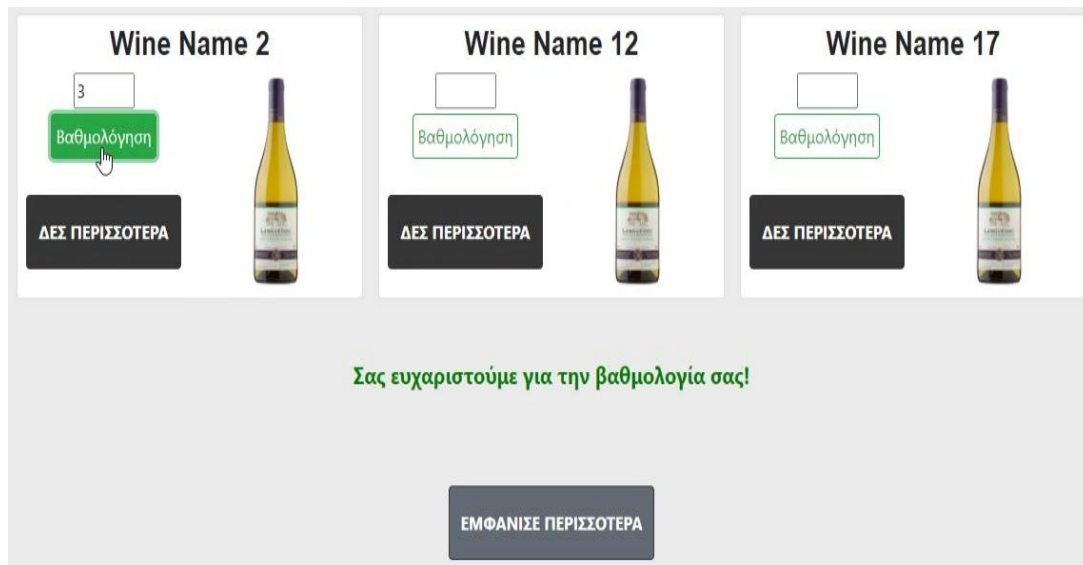 Wine Name 2
3
Βαθμολόγηση
ΔΕΣ ΠΕΡΙΣΣΟΤΕΡΑ
Wine Name 12
Βαθμολόγηση
ΔΕΣ ΠΕΡΙΣΣΟΤΕΡΑ
Wine Name 17
Βαθμολόγηση
ΔΕΣ ΠΕΡΙΣΣΟΤΕΡΑ
Σας ευχαριστούμε για την βαθμολογία σας!
ΕΜΦΑΝΙΣΕ ΠΕΡΙΣΣΟΤΕΡΑ